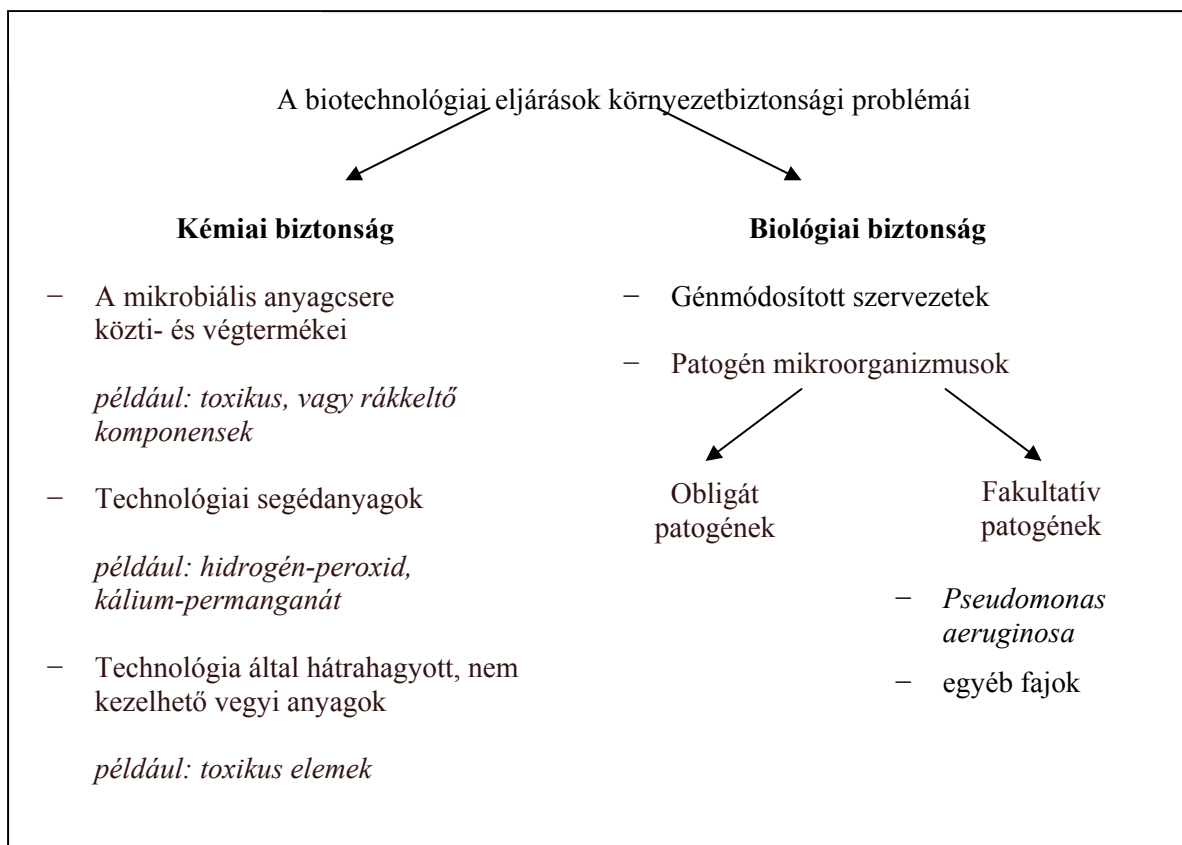 A biotechnológiai eljárások környezetbiztonsági problémái
Kémiai biztonság
− A mikrobiális anyagcsere
közti- és végtermékei
például: toxikus, vagy rákkeltő
komponensek
− Technológiai segédanyagok
például: hidrogén-peroxid,
kálium-permanganát
− Technológia által hátrahagyott, nem
kezelhető vegyi anyagok
például: toxikus elemek
Biológiai biztonság
− Génmódosított szervezetek
− Patogén mikroorganizmusok
Obligát
patogének
Fakultatív
patogének
− Pseudomonas
aeruginosa
− egyéb fajok